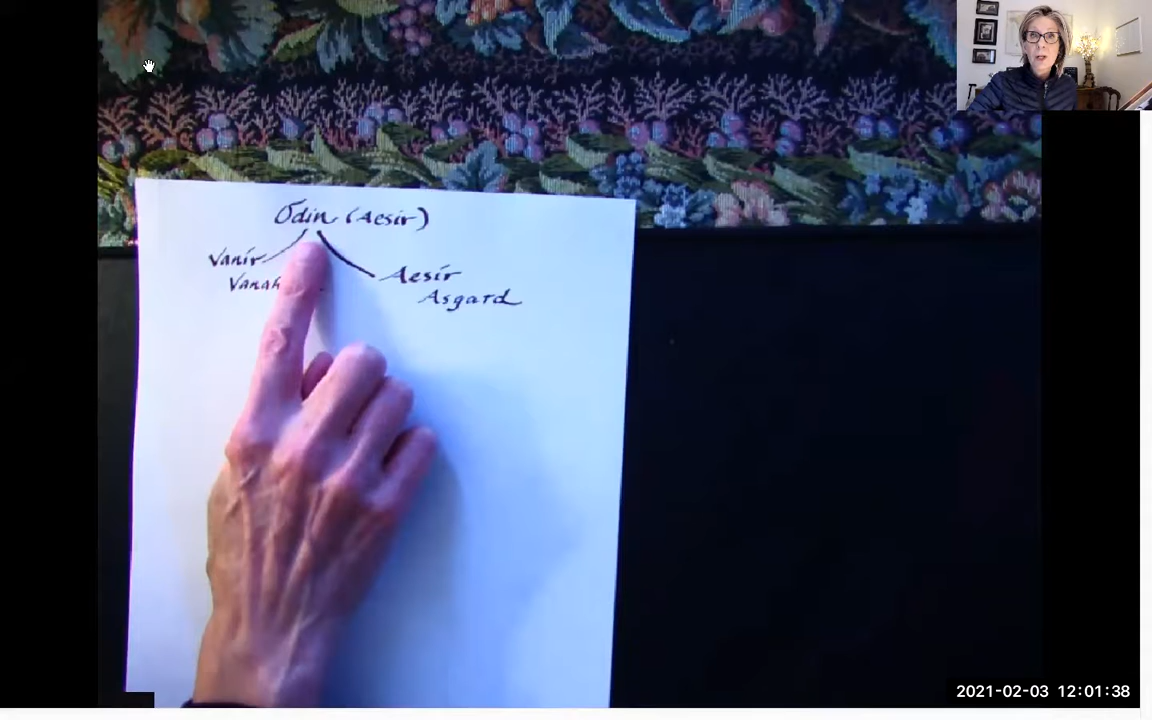 Odin (Aesir)
Vanir
Aesir
Asgard
2021-02-03 12:01:38